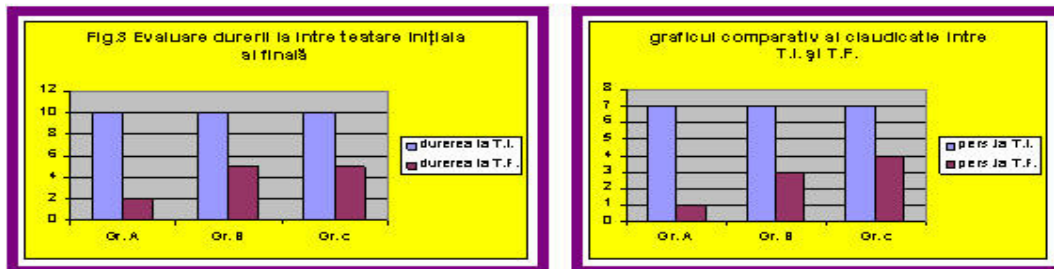 Fig.3 Evaluare durerii la intre testare inițiala
al finală
12
10
8
6
4
2
0
Gr. A
Gr. B
Gr. c
durerea la T.I.
durerea la T.F.
graficul comparativ al claudicatie intre
T.I. și T.F.
8
7
6
5
4
3
2
1
0
Gr. A
Gr. B
Gr. c
pers la T.I.
pers la T.F.